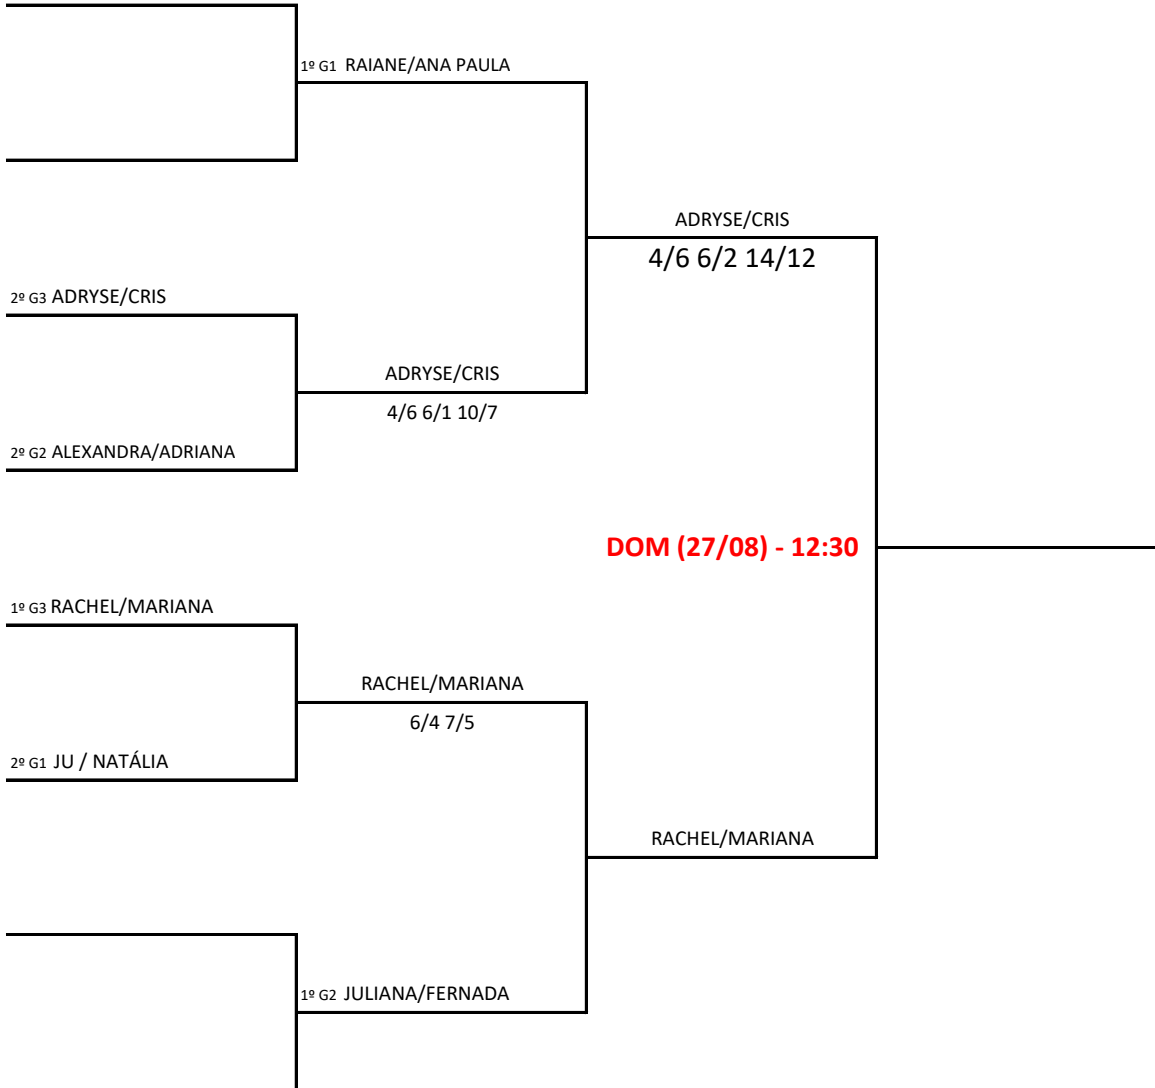 1º G1 RAIANE/ANA PAULA
ADRYSE/CRIS
4/6 6/2 14/12
2º G3 ADRYSE/CRIS
ADRYSE/CRIS
4/6 6/1 10/7
2º G2 ALEXANDRA/ADRIANA
DOM (27/08) - 12:30
1º G3 RACHEL/MARIANA
RACHEL/MARIANA
6/4 7/5
2º G1 JU / NATÁLIA
RACHEL/MARIANA
1º G2 JULIANA/FERNADA